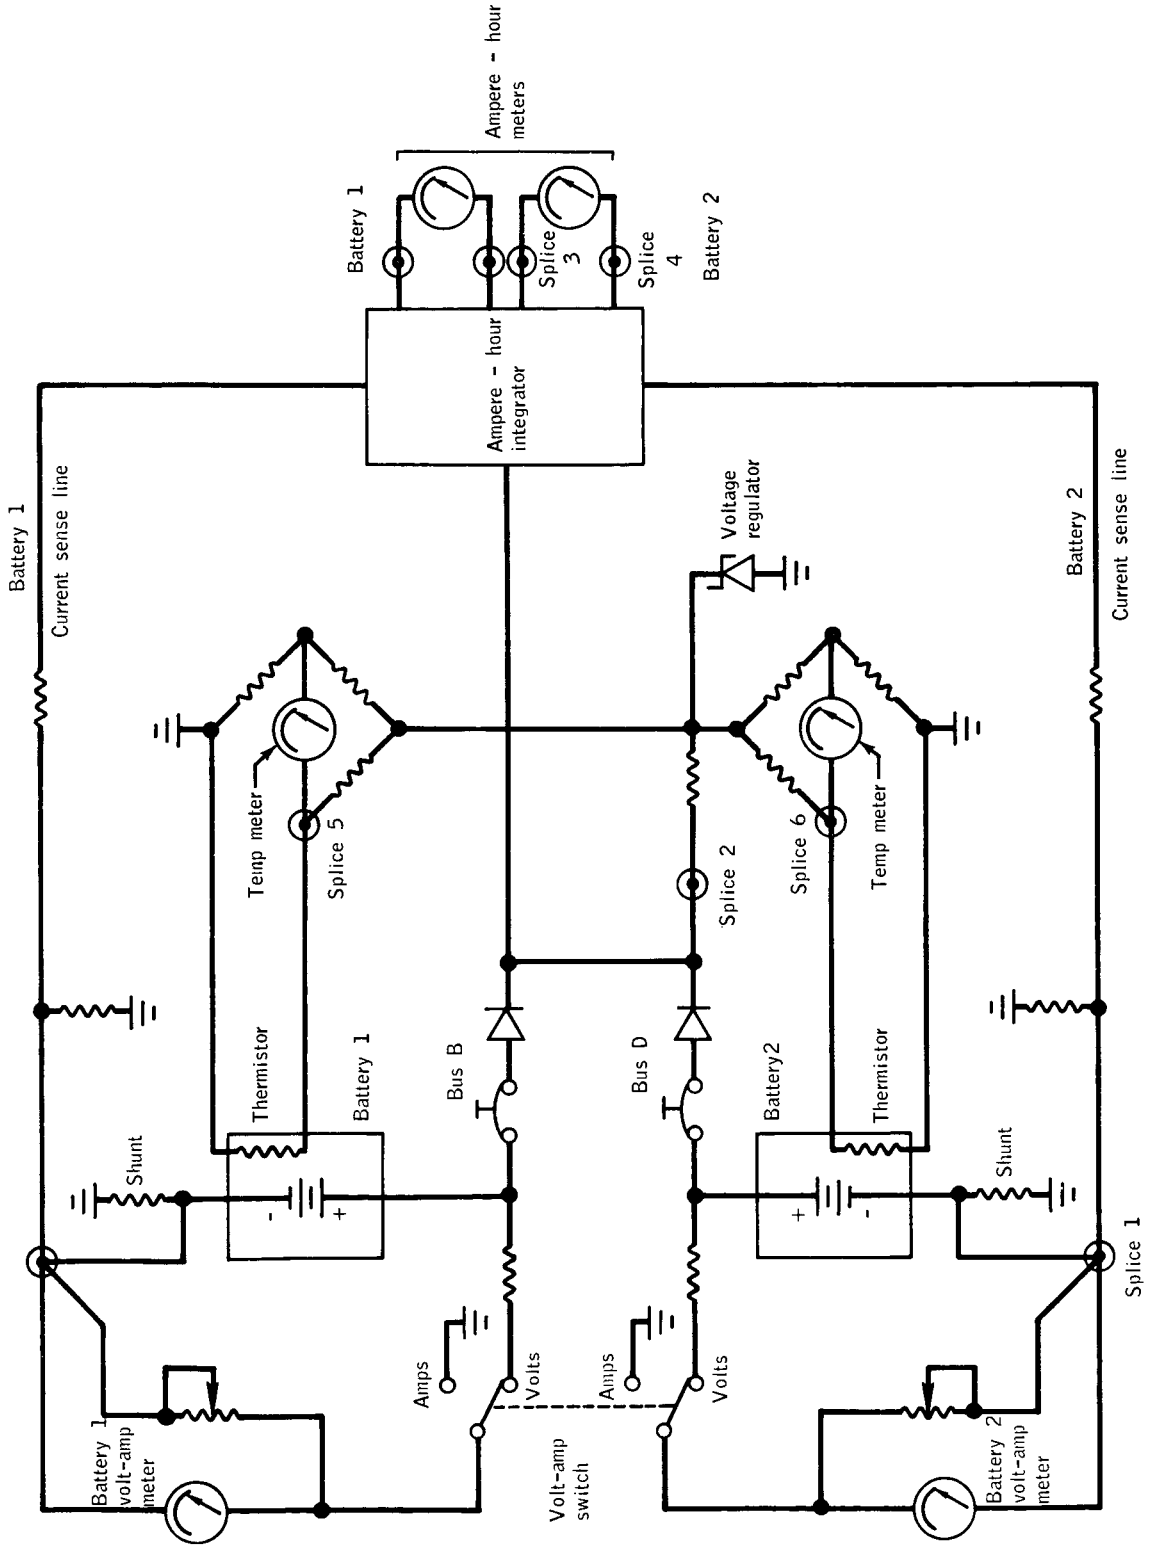 Battery 1
Current sense line
Ampere - hour
meters
Battery 1
Splice
3
Splice
4
Battery 2
Ampere - hour
integrator
Voltage
regulator
Battery 2
Current sense line
Temp meter
Splice 5
Splice 2
Splice 6
Temp meter
Thermistor
Battery 1
Bus B
Bus D
Battery2
Thermistor
Shunt
-
+
+
-
Shunt
Splice 1
Amps
Volts
Amps
Volts
Battery 1
volt-amp
meter
Volt-amp
switch
Battery 2
volt-amp
meter